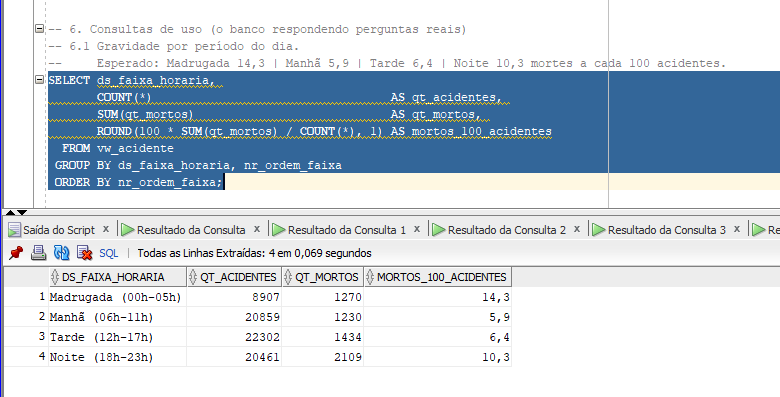 -- 6. Consultas de uso (o banco respondendo perguntas reais)
-- 6.1 Gravidade por período do dia.
--     Esperado: Madrugada 14,3 | Manhã 5,9 | Tarde 6,4 | Noite 10,3 mortes a cada 100 acidentes.
SELECT ds_faixa_horaria,
COUNT(*) AS qt_acidentes,
SUM(qt_mortos) AS qt_mortos,
ROUND(100 * SUM(qt_mortos) / COUNT(*), 1) AS mortos_100_acidentes
FROM vw_acidente
GROUP BY ds_faixa_horaria, nr_ordem_faixa
ORDER BY nr_ordem_faixa;
Saída do Script x Resultado da Consulta x Resultado da Consulta 1 x Resultado da Consulta 2 x Resultado da Consulta 3 x Re
SQL | Todas as Linhas Extraídas: 4 em 0,069 segundos
DS_FAIXA_HORARIA QT_ACIDENTES QT_MORTOS MORTOS_100_ACIDENTES
1 Madrugada (00h-05h) 8907 1270 14,3
2 Manhã (06h-11h) 20859 1230 5,9
3 Tarde (12h-17h) 22302 1434 6,4
4 Noite (18h-23h) 20461 2109 10,3